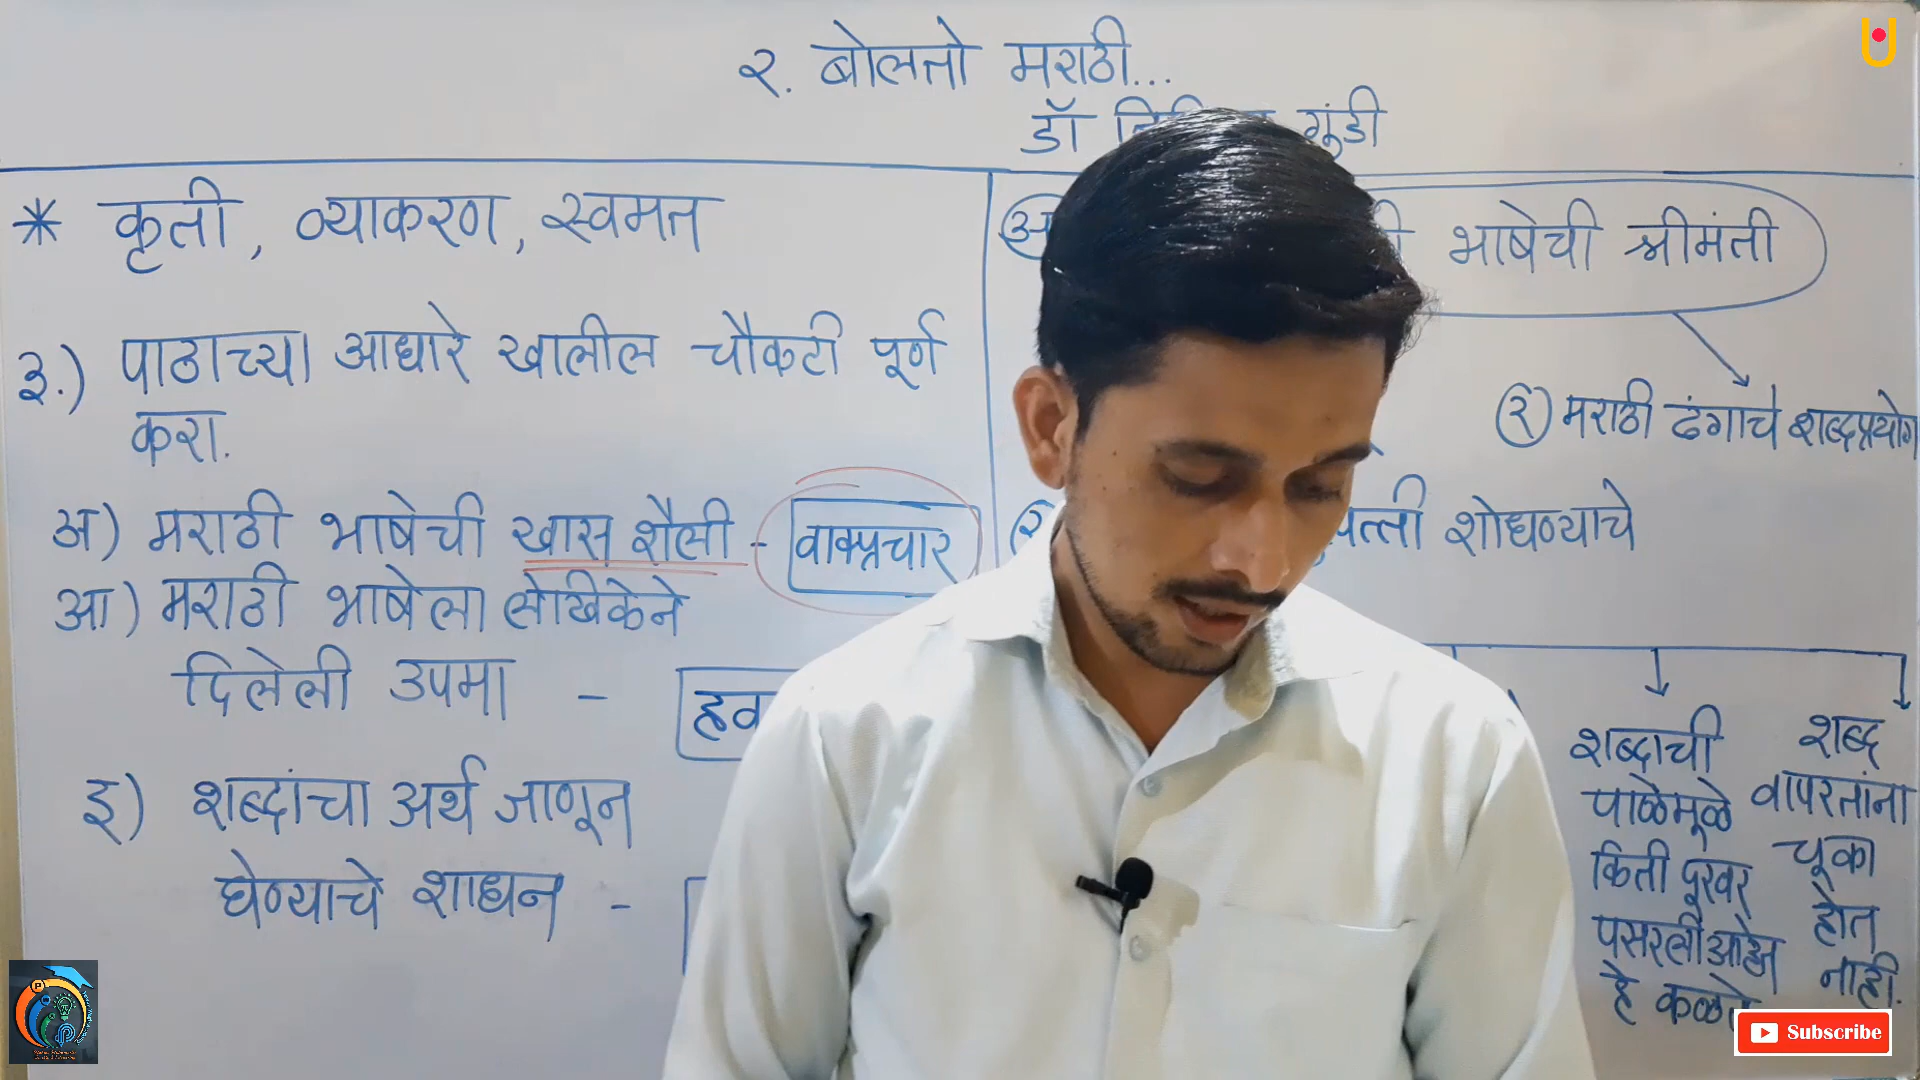 २. बोलतो मराठी...
डॉ गुंडी
* कृती, व्याकरण, स्वमत
३.) पाठाच्या आधारे खालील चौकटी पूर्ण
करा.
अ) मराठी भाषेची खास शैली - वाक्प्रचार
आ) मराठी भाषेला लेखिकेने
दिलेली उपमा -
इ) शब्दांचा अर्थ जाणून
घेण्याचे साधन -
भाषेची श्रीमंती
२ मराठी ढंगाचे शब्दप्रयोग
शोधण्याचे
शब्दाची
पाळेमुळे
किती दूरवर
पसरली आहेत
हे
शब्द
वापरतांना
चूका
होत
नाही.
Subscribe